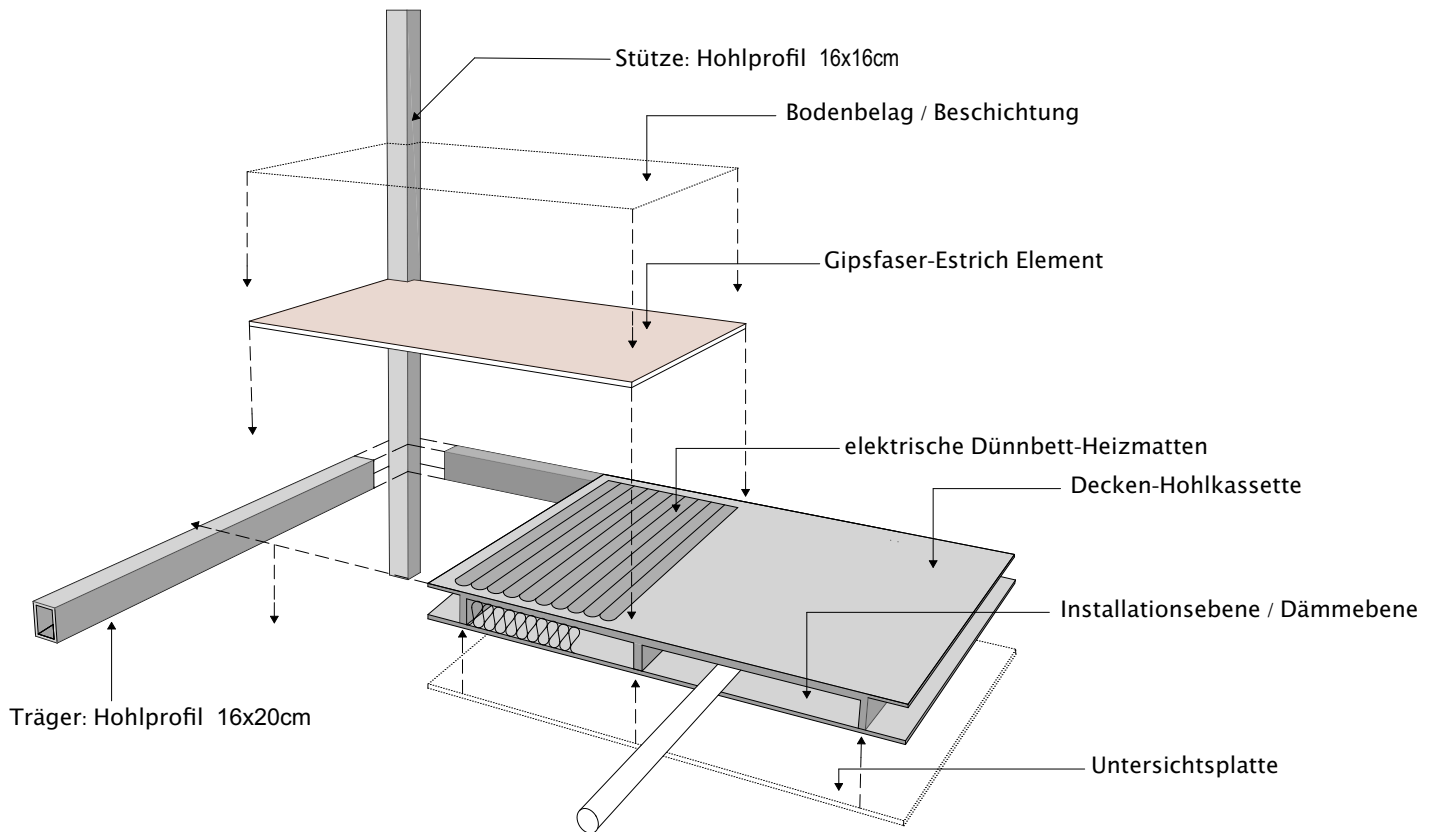 Stütze: Hohlprofil 16x16cm
Bodenbelag / Beschichtung
Gipsfaser-Estrich Element
elektrische Dünnbett-Heizmatten
Decken-Hohlkassette
Installationsebene / Dämmebene
Träger: Hohlprofil 16x20cm
Untersichtsplatte